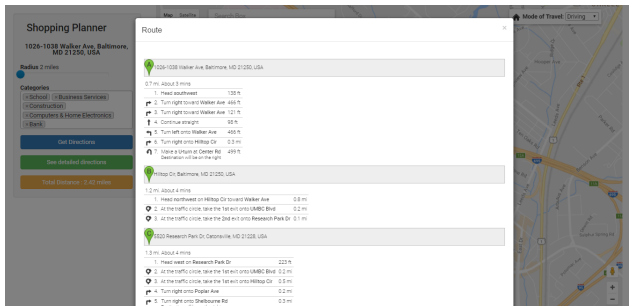 Shopping Planner
1026-1038 Walker Ave, Baltimore,
MD 21250, USA
Radius 2 miles
Categories
×School ×Business Services
×Construction
×Computers & Home Electronics
×Bank
Get Directions
See detailed directions
Total Distance : 2.82 miles
Map Satellite
Search Box
Mode of Travel: Driving
Route
×
A
1026-1038 Walker Ave, Baltimore, MD 21250, USA
0.7 mi. About 3 mins
1. Head southwest 138 ft
2. Turn right toward Walker Ave 466 ft
3. Turn right toward Walker Ave 121 ft
4. Continue straight 98 ft
5. Turn left onto Walker Ave 466 ft
6. Turn right onto Hilltop Cir 0.5 mi
7. Make a U-turn at Center Rd 499 ft
Destination will be on the right
B
Hilltop Cir, Baltimore, MD 21250, USA
1.2 mi. About 4 mins
1. Head northwest on Hilltop Cir toward Walker Ave 0.8 mi
2. At the traffic circle, take the 1st exit onto UMBC Blvd 0.2 mi
3. At the traffic circle, take the 2nd exit onto Research Park Dr 0.1 mi
C
5520 Research Park Dr, Catonsville, MD 21228, USA
1.3 mi. About 4 mins
1. Head west on Research Park Dr 223 ft
2. At the traffic circle, take the 1st exit onto UMBC Blvd 0.2 mi
3. At the traffic circle, take the 1st exit onto Hilltop Cir 0.5 mi
4. Turn right onto Poplar Ave 0.2 mi
5. Turn right onto Shelbourne Rd 0.3 mi
+
−